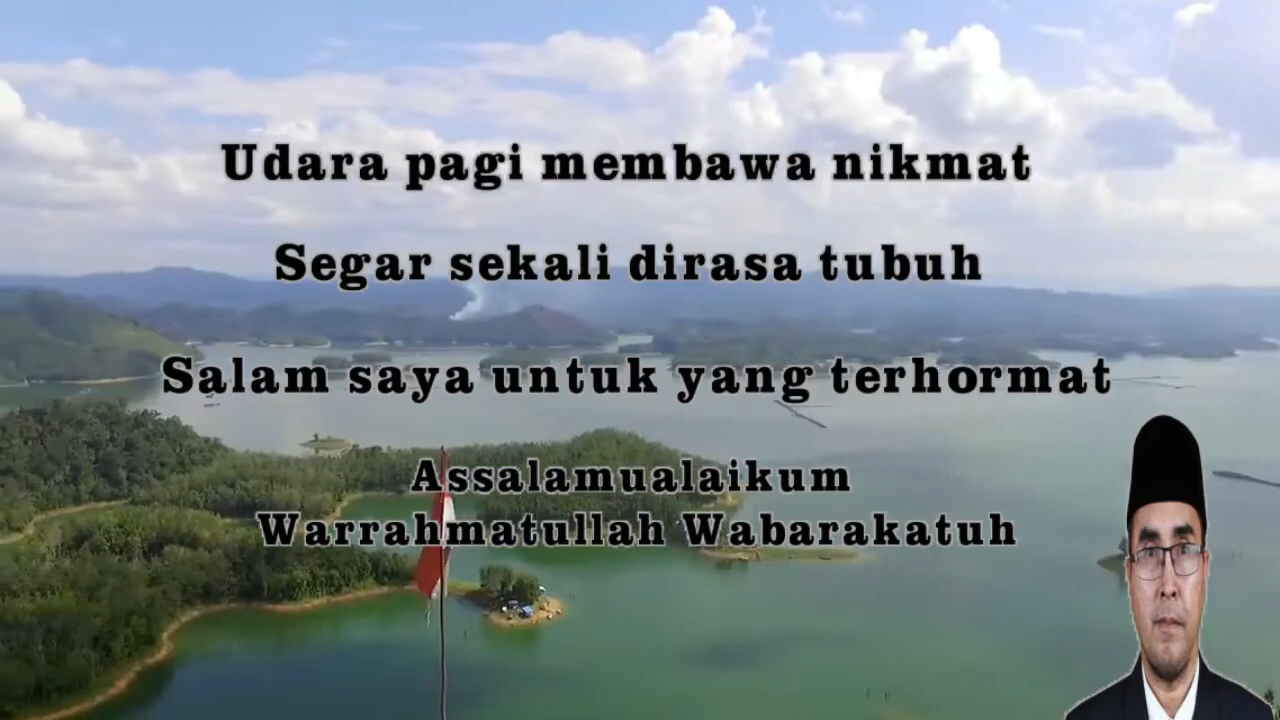 Udara pagi membawa nikmat
Segar sekali dirasa tubuh
Salam saya untuk yang terhormat
Assalamualaikum
Warrahmatullah Wabarakatuh